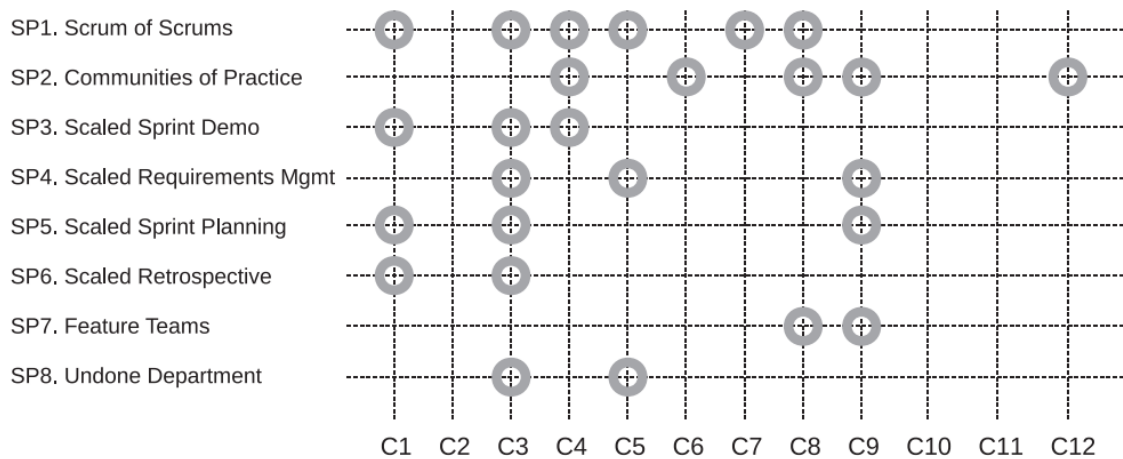 SP1. Scrum of Scrums
SP2. Communities of Practice
SP3. Scaled Sprint Demo
SP4. Scaled Requirements Mgmt
SP5. Scaled Sprint Planning
SP6. Scaled Retrospective
SP7. Feature Teams
SP8. Undone Department
C1 C2 C3 C4 C5 C6 C7 C8 C9 C10 C11 C12